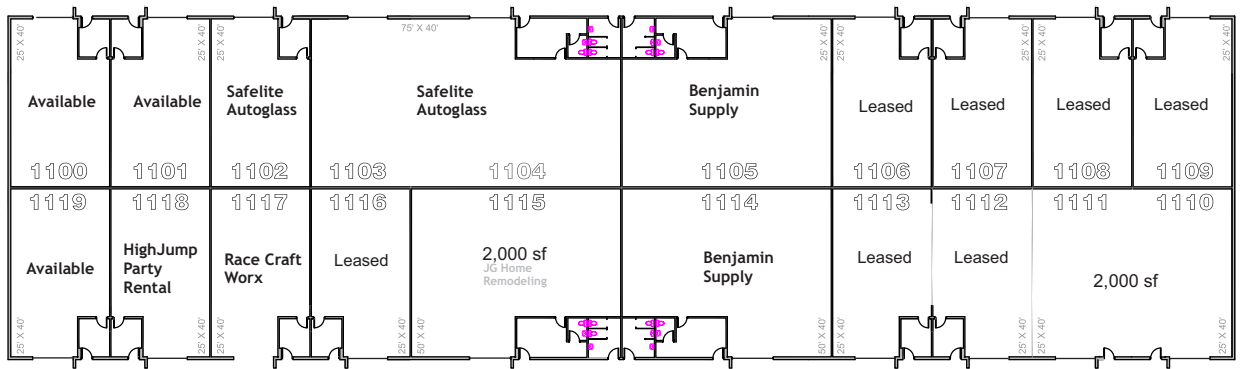 25' X 40'
25' X 40'
25' X 40'
75' X 40'
25' X 40'
25' X 40'
25' X 40'
25' X 40'
25' X 40'
Available
Available
Safelite
Autoglass
Safelite
Autoglass
Benjamin
Supply
Leased
Leased
Leased
Leased
1100
1101
1102
1103
1104
1105
1106
1107
1108
1109
1119
1118
1117
1116
1115
1114
1113
1112
1111
1110
Available
HighJump
Party
Rental
Race Craft
Worx
Leased
2,000 sf
JG Home
Remodeling
Benjamin
Supply
Leased
Leased
2,000 sf
25' X 40'
25' X 40'
25' X 40'
25' X 40'
50' X 40'
50' X 40'
25' X 40'
25' X 40'
25' X 40'
25' X 40'